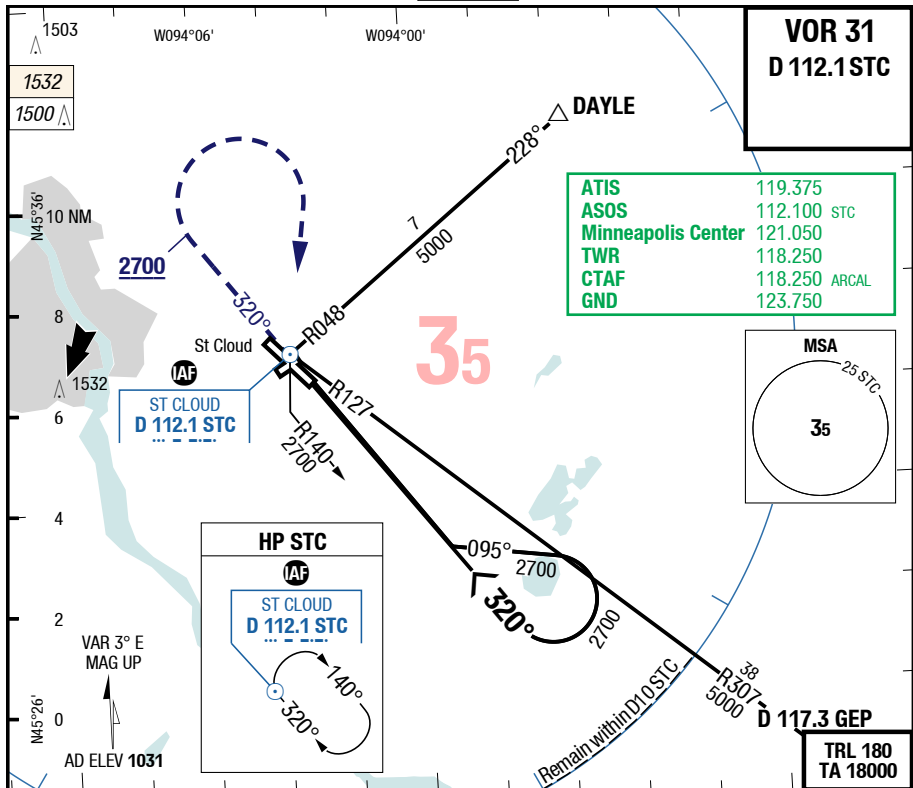 1503
W094°06'
W094°00'
VOR 31
D 112.1 STC
1532
1500
DAYLE
228°
7
5000
ATIS 119.375
ASOS 112.100 STC
Minneapolis Center 121.050
TWR 118.250
CTAF 118.250 ARCAL
GND 123.750
N45°36'
10 NM
2700
320°
R048
8
St Cloud
35
MSA
25 STC
35
IAF
1532
ST CLOUD
D 112.1 STC
R127
6
R140
2700
4
HP STC
IAF
ST CLOUD
D 112.1 STC
140°
320°
095°
2700
320°
2700
2
VAR 3° E
MAG UP
N45°26'
0
AD ELEV 1031
Remain within D10 STC
38
R307
5000
D 117.3 GEP
TRL 180
TA 18000